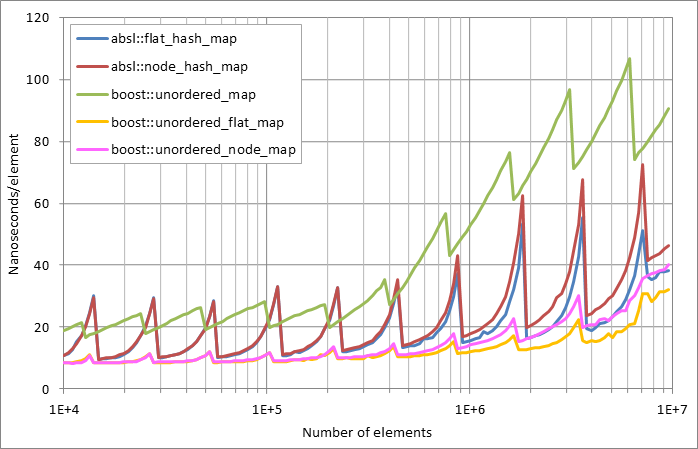 120
100
80
60
40
20
0
Nanoseconds/element
absl::flat_hash_map
absl::node_hash_map
boost::unordered_map
boost::unordered_flat_map
boost::unordered_node_map
1E+4 1E+5 1E+6 1E+7
Number of elements